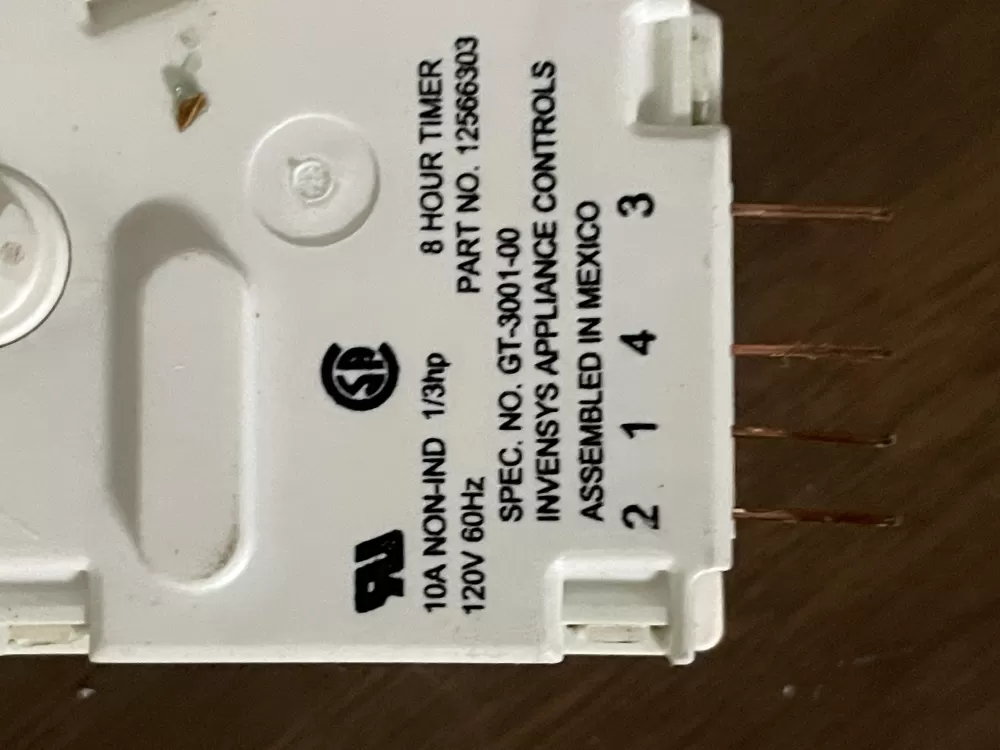 8 HOUR TIMER
10A NON-IND 1/3hp
PART NO. 12566303
120V 60Hz
SPEC. NO. GT-3001-00
INVENSYS APPLIANCE CONTROLS
ASSEMBLED IN MEXICO
2 1 4 3